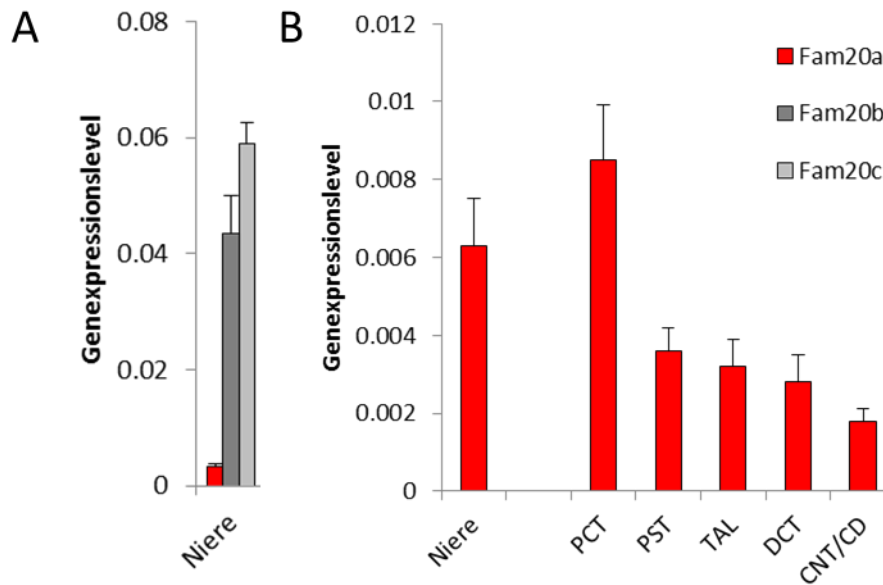 A
Genexpressionslevel
0.08
0.06
0.04
0.02
0
Niere
B
Genexpressionslevel
0.012
0.01
0.008
0.006
0.004
0.002
0
Niere
PCT
PST
TAL
DCT
CNT/CD
Fam20a
Fam20b
Fam20c